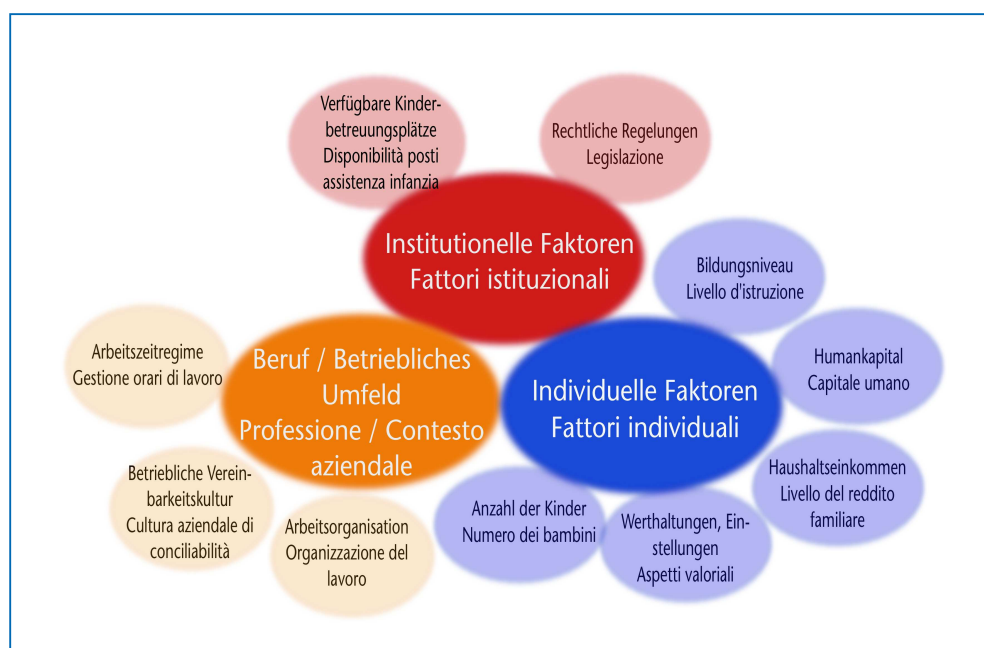 Verfügbare Kinder-
betreuungsplätze
Disponibilità posti
assistenza infanzia
Rechtliche Regelungen
Legislazione
Institutionelle Faktoren
Fattori istituzionali
Bildungsniveau
Livello d'istruzione
Arbeitszeitregime
Gestione orari di lavoro
Beruf / Betriebliches
Umfeld
Professione / Contesto
aziendale
Individuelle Faktoren
Fattori individuali
Humankapital
Capitale umano
Betriebliche Verein-
barkeitskultur
Cultura aziendale di
conciliabilità
Arbeitsorganisation
Organizzazione del
lavoro
Anzahl der Kinder
Numero dei bambini
Werthaltungen, Ein-
stellungen
Aspetti valoriali
Haushaltseinkommen
Livello del reddito
familiare